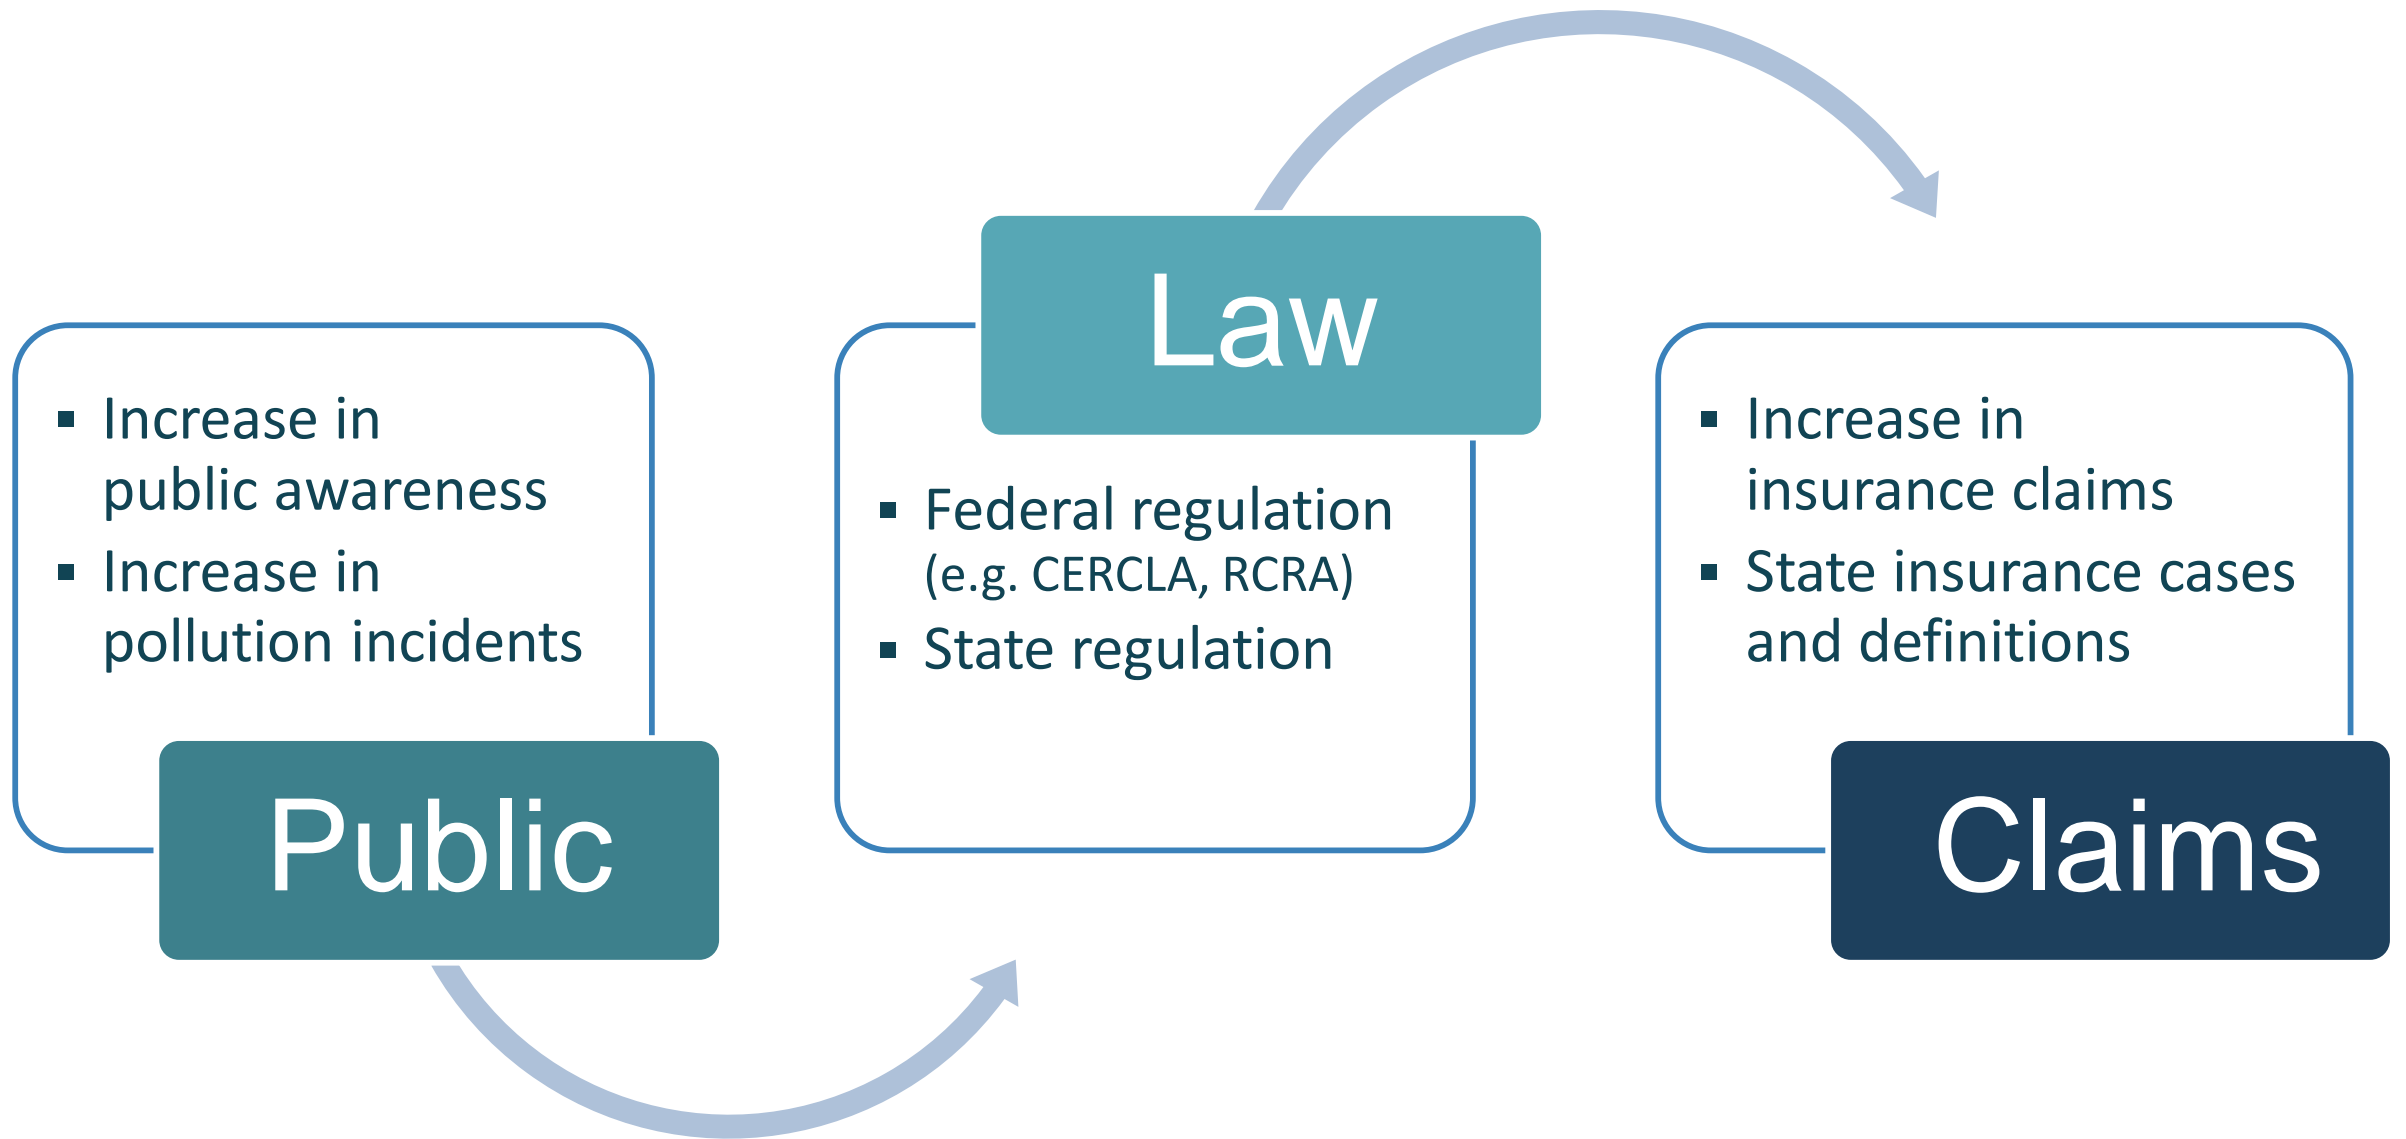 ▪ Increase in
public awareness
▪ Increase in
pollution incidents
Public
Law
▪ Federal regulation
(e.g. CERCLA, RCRA)
▪ State regulation
▪ Increase in
insurance claims
▪ State insurance cases
and definitions
Claims